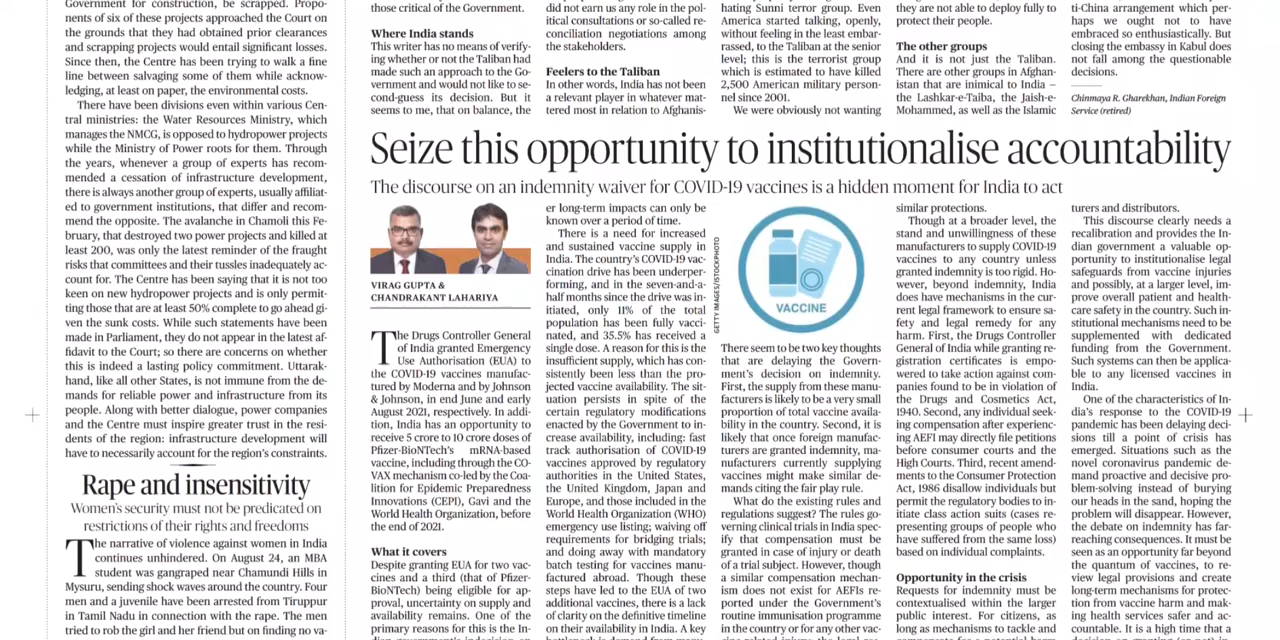 Government for construction, be scrapped. Propo-
nents of six of these projects approached the Court on
the grounds that they had obtained prior clearances
and scrapping projects would entail significant losses.
Since then, the Centre has been trying to walk a fine
line between salvaging some of them while acknow-
ledging, at least on paper, the environmental costs.
There have been divisions even within various Cen-
tral ministries: the Water Resources Ministry, which
manages the NMCG, is opposed to hydropower projects
while the Ministry of Power roots for them. Through
the years, whenever a group of experts has recom-
mended a cessation of infrastructure development,
there is always another group of experts, usually affiliat-
ed to government institutions, that differ and recom-
mend the opposite. The avalanche in Chamoli this Fe-
bruary, that destroyed two power projects and killed at
least 200, was only the latest reminder of the fraught
risks that committees and their tussles inadequately ac-
count for. The Centre has been saying that it is not too
keen on new hydropower projects and is only permit-
ting those that are at least 50% complete to go ahead gi-
ven the sunk costs. While such statements have been
made in Parliament, they do not appear in the latest af-
fidavit to the Court; so there are concerns on whether
this is indeed a lasting policy commitment. Uttarak-
hand, like all other States, is not immune from the de-
mands for reliable power and infrastructure from its
people. Along with better dialogue, power companies
and the Centre must inspire greater trust in the resi-
dents of the region: infrastructure development will
have to necessarily account for the region's constraints.
Rape and insensitivity
Women's security must not be predicated on
restrictions of their rights and freedoms
The narrative of violence against women in India
continues unhindered. On August 24, an MBA
student was gangraped near Chamundi Hills in
Mysuru, sending shock waves around the country. Four
men and a juvenile have been arrested from Tiruppur
in Tamil Nadu in connection with the rape. The men
tried to rob the girl and her friend but on finding no va-
those critical of the Government.
Where India stands
This writer has no means of verify-
ing whether or not the Taliban had
made such an approach to the Go-
vernment and would not like to se-
cond-guess its decision. But it
seems to me, that on balance, the
did not earn us any role in the pol-
itical consultations or so-called re-
conciliation negotiations among
the stakeholders.
Feelers to the Taliban
In other words, India has not been
a relevant player in whatever mat-
tered most in relation to Afghanis-
hating Sunni terror group. Even
America started talking, openly,
without feeling in the least embar-
rassed, to the Taliban at the senior
level; this is the terrorist group
which is estimated to have killed
2,500 American military person-
nel since 2001.
We were obviously not wanting
they are not able to deploy fully to
protect their people.
The other groups
And it is not just the Taliban.
There are other groups in Afghan-
istan that are inimical to India –
the Lashkar-e-Taiba, the Jaish-e-
Mohammed, as well as the Islamic
ti-China arrangement which per-
haps we ought not to have
embraced so enthusiastically. But
closing the embassy in Kabul does
not fall among the questionable
decisions.
Chinmaya R. Gharekhan, Indian Foreign
Service (retired)
Seize this opportunity to institutionalise accountability
The discourse on an indemnity waiver for COVID-19 vaccines is a hidden moment for India to act
VIRAG GUPTA &
CHANDRAKANT LAHARIYA
The Drugs Controller General
of India granted Emergency
Use Authorisation (EUA) to
the COVID-19 vaccines manufac-
tured by Moderna and by Johnson
& Johnson, in end June and early
August 2021, respectively. In addi-
tion, India has an opportunity to
receive 5 crore to 10 crore doses of
Pfizer-BioNTech's mRNA-based
vaccine, including through the CO-
VAX mechanism co-led by the Coa-
lition for Epidemic Preparedness
Innovations (CEPI), Gavi and the
World Health Organization, before
the end of 2021.
What it covers
Despite granting EUA for two vac-
cines and a third (that of Pfizer-
BioNTech) being eligible for ap-
proval, uncertainty on supply and
availability remains. One of the
primary reasons for this is the In-
er long-term impacts can only be
known over a period of time.
There is a need for increased
and sustained vaccine supply in
India. The country's COVID-19 vac-
cination drive has been underper-
forming, and in the seven-and-a-
half months since the drive was in-
itiated, only 11% of the total
population has been fully vacci-
nated, and 35.5% has received a
single dose. A reason for this is the
insufficient supply, which has con-
sistently been less than the pro-
jected vaccine availability. The sit-
uation persists in spite of the
certain regulatory modifications
enacted by the Government to in-
crease availability, including: fast
track authorisation of COVID-19
vaccines approved by regulatory
authorities in the United States,
the United Kingdom, Japan and
Europe, and those included in the
World Health Organization (WHO)
emergency use listing; waiving off
requirements for bridging trials;
and doing away with mandatory
batch testing for vaccines manu-
factured abroad. Though these
steps have led to the EUA of two
additional vaccines, there is a lack
of clarity on the definitive timeline
on their availability in India. A key
GETTY IMAGES/ISTOCKPHOTO
VACCINE
There seem to be two key thoughts
that are delaying the Govern-
ment's decision on indemnity.
First, the supply from these manu-
facturers is likely to be a very small
proportion of total vaccine availa-
bility in the country. Second, it is
likely that once foreign manufac-
turers are granted indemnity, ma-
nufacturers currently supplying
vaccines might make similar de-
mands citing the fair play rule.
What do the existing rules and
regulations suggest? The rules go-
verning clinical trials in India spec-
ify that compensation must be
granted in case of injury or death
of a trial subject. However, though
a similar compensation mechan-
ism does not exist for AEFIs re-
ported under the Government's
routine immunisation programme
in the country or for any other vac-
similar protections.
Though at a broader level, the
stand and unwillingness of these
manufacturers to supply COVID-19
vaccines to any country unless
granted indemnity is too rigid. Ho-
wever, beyond indemnity, India
does have mechanisms in the cur-
rent legal framework to ensure sa-
fety and legal remedy for any
harm. First, the Drugs Controller
General of India while granting re-
gistration certificates is empo-
wered to take action against com-
panies found to be in violation of
the Drugs and Cosmetics Act,
1940. Second, any individual seek-
ing compensation after experienc-
ing AEFI may directly file petitions
before consumer courts and the
High Courts. Third, recent amend-
ments to the Consumer Protection
Act, 1986 disallow individuals but
permit the regulatory bodies to in-
itiate class action suits (cases re-
presenting groups of people who
have suffered from the same loss)
based on individual complaints.
Opportunity in the crisis
Requests for indemnity must be
contextualised within the larger
public interest. For citizens, as
long as mechanisms to tackle and
turers and distributors.
This discourse clearly needs a
recalibration and provides the In-
dian government a valuable op-
portunity to institutionalise legal
safeguards from vaccine injuries
and possibly, at a larger level, im-
prove overall patient and health-
care safety in the country. Such in-
stitutional mechanisms need to be
supplemented with dedicated
funding from the Government.
Such systems can then be applica-
ble to any licensed vaccines in
India.
One of the characteristics of In-
dia's response to the COVID-19
pandemic has been delaying deci-
sions till a point of crisis has
emerged. Situations such as the
novel coronavirus pandemic de-
mand proactive and decisive pro-
blem-solving instead of burying
our heads in the sand, hoping the
problem will disappear. However,
the debate on indemnity has far-
reaching consequences. It must be
seen as an opportunity far beyond
the quantum of vaccines, to re-
view legal provisions and create
long-term mechanisms for protec-
tion from vaccine harm and mak-
ing health services safer and ac-
countable. It is a high time that a